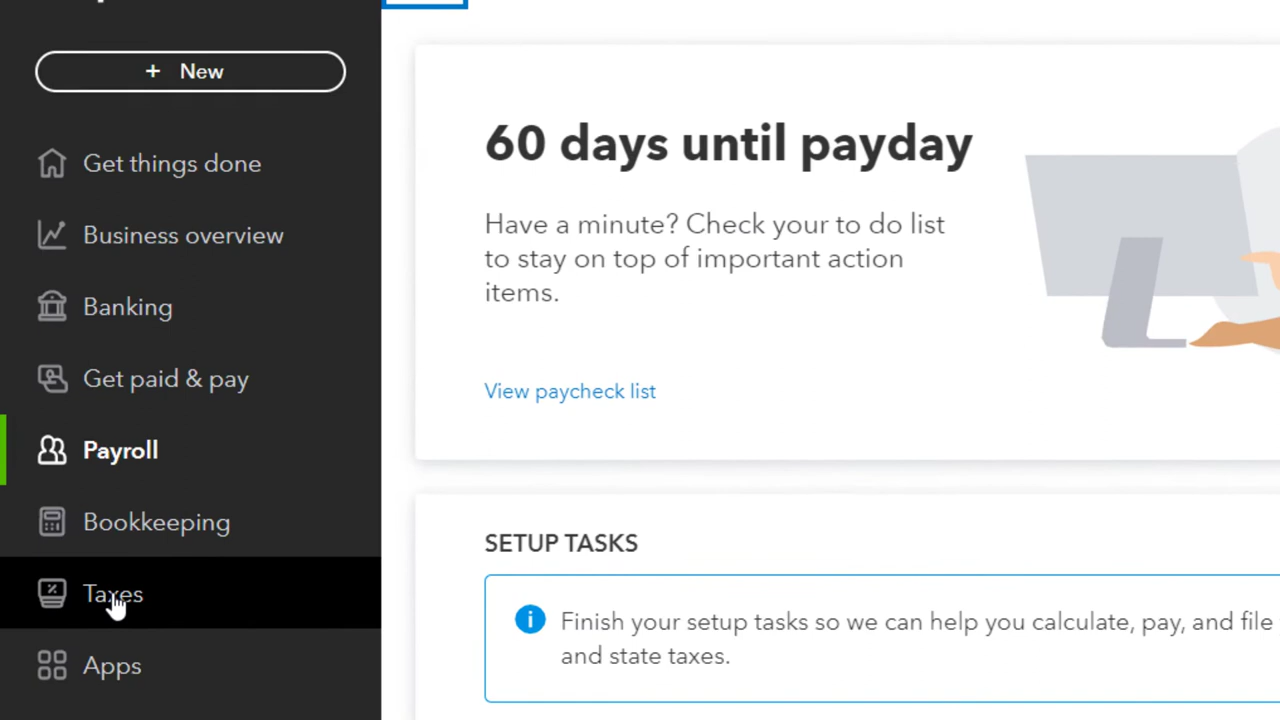 + New
Get things done
Business overview
Banking
Get paid & pay
Payroll
Bookkeeping
Taxes
Apps
60 days until payday
Have a minute? Check your to do list
to stay on top of important action
items.
View paycheck list
SETUP TASKS
Finish your setup tasks so we can help you calculate, pay, and file
and state taxes.